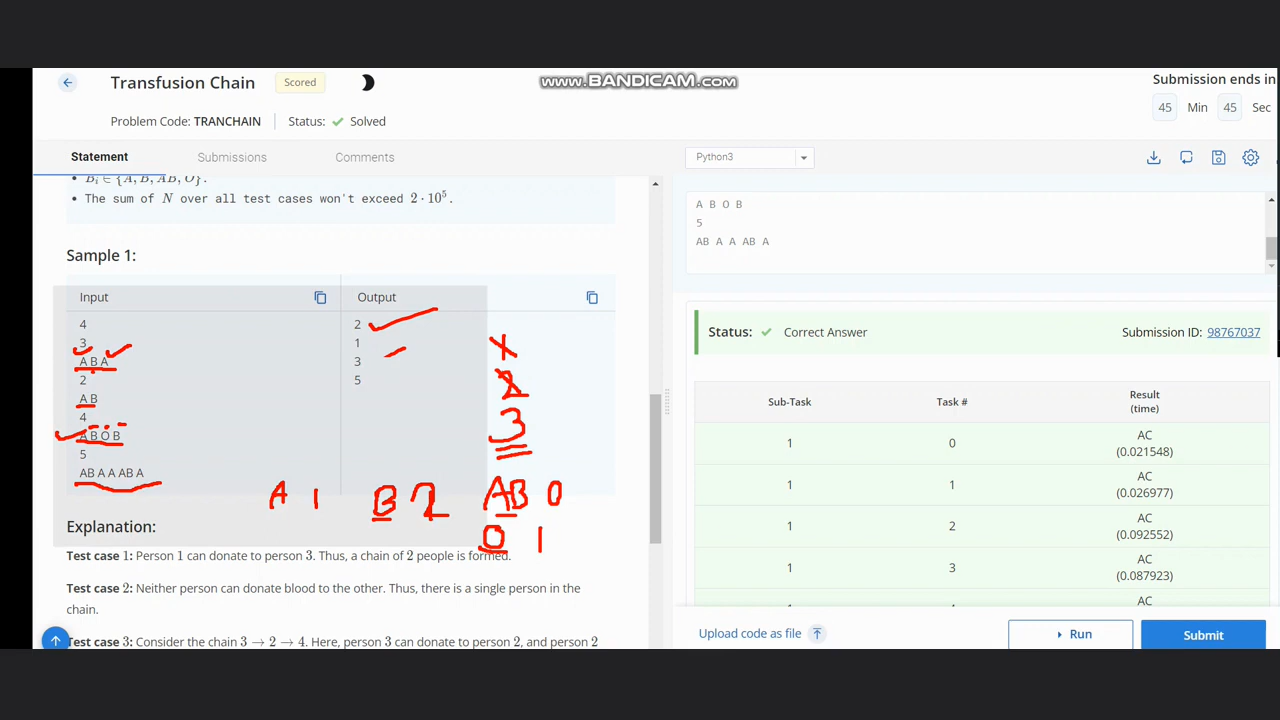 www.BANDICAM.com
Transfusion Chain
Scored
Submission ends in
45 Min 45 Sec
Problem Code: TRANCHAIN
Status: Solved
Statement
Submissions
Comments
Python3
• Bi ∈ {A, B, AB, O}.
• The sum of N over all test cases won't exceed 2 · 10⁵.
Sample 1:
Input
Output
4
3
A B A
2
A B
4
A B O B
5
AB A A AB A
2
1
3
5
2
3
A 1
B 2
AB 0
O 1
Explanation:
Test case 1: Person 1 can donate to person 3. Thus, a chain of 2 people is formed.
Test case 2: Neither person can donate blood to the other. Thus, there is a single person in the
chain.
Test case 3: Consider the chain 3 → 2 → 4. Here, person 3 can donate to person 2, and person 2
A B O B
5
AB A A AB A
Status: Correct Answer
Submission ID: 98767037
Sub-Task
Task #
Result
(time)
1 0 AC
(0.021548)
1 1 AC
(0.026977)
1 2 AC
(0.092552)
1 3 AC
(0.087923)
AC
Upload code as file
Run
Submit